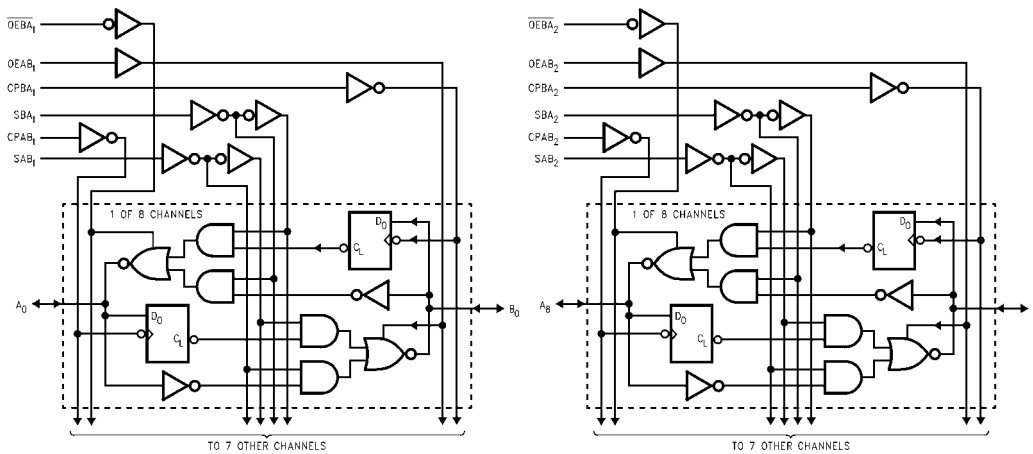 OEBA1
OEAB1
CPBA1
SBA1
CPAB1
SAB1
1 OF 8 CHANNELS
D0
CL
A0
B0
D0
CL
TO 7 OTHER CHANNELS
OEBA2
OEAB2
CPBA2
SBA2
CPAB2
SAB2
1 OF 8 CHANNELS
D0
CL
A8
D0
CL
TO 7 OTHER CHANNELS